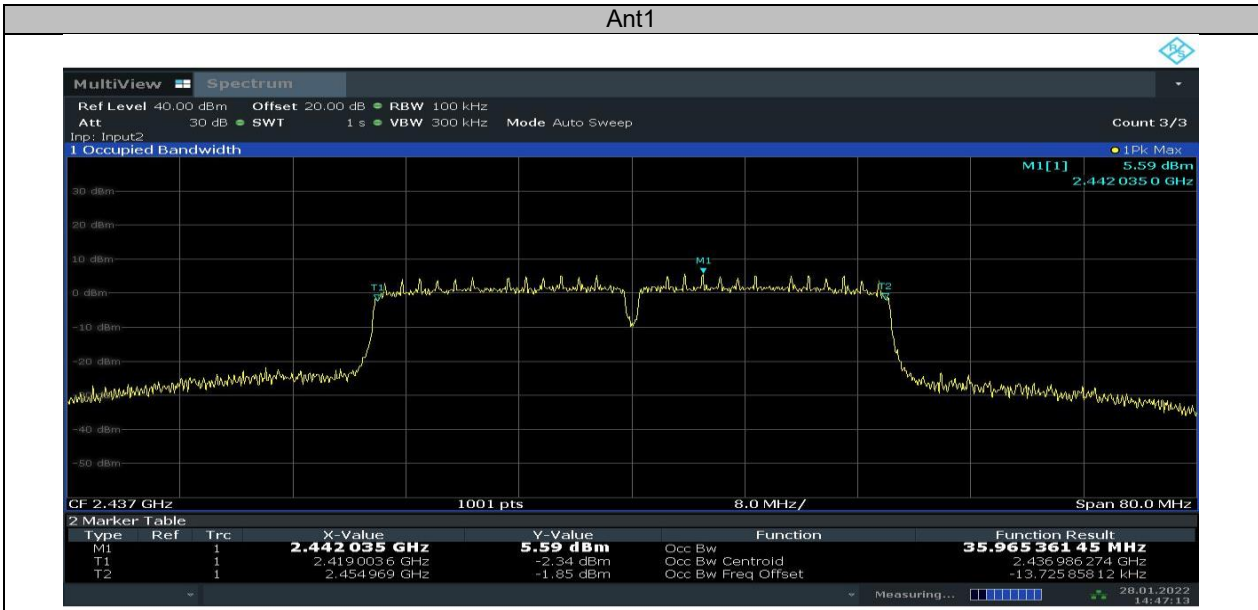 Ant1
R&S
MultiView Spectrum
Ref Level 40.00 dBm Offset 20.00 dB RBW 100 kHz
Att 30 dB SWT 1 s VBW 300 kHz Mode Auto Sweep Count 3/3
Inp: Input2
1 Occupied Bandwidth 1Pk Max
M1[1] 5.59 dBm
2.442 035 0 GHz
30 dBm
20 dBm
10 dBm
M1
0 dBm
T1 T2
-10 dBm
-20 dBm
-40 dBm
-50 dBm
CF 2.437 GHz 1001 pts 8.0 MHz/ Span 80.0 MHz
2 Marker Table
Type Ref Trc X-Value Y-Value Function Function Result
M1 1 2.442 035 GHz 5.59 dBm Occ Bw 35.965 361 45 MHz
T1 1 2.419 003 6 GHz -2.34 dBm Occ Bw Centroid 2.436 986 274 GHz
T2 1 2.454 969 GHz -1.85 dBm Occ Bw Freq Offset -13.725 858 12 kHz
Measuring... 28.01.2022
14:47:13